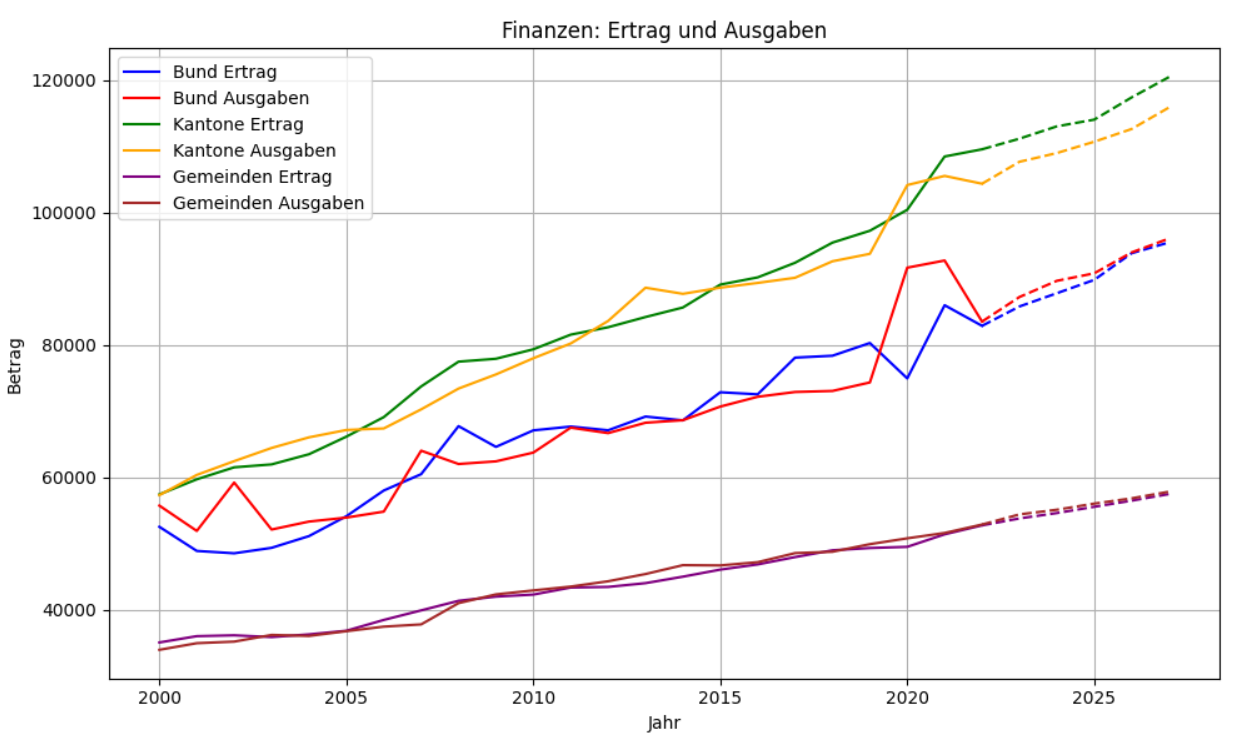 Finanzen: Ertrag und Ausgaben
Bund Ertrag
Bund Ausgaben
Kantone Ertrag
Kantone Ausgaben
Gemeinden Ertrag
Gemeinden Ausgaben
Betrag
120000
100000
80000
60000
40000
2000 2005 2010 2015 2020 2025
Jahr